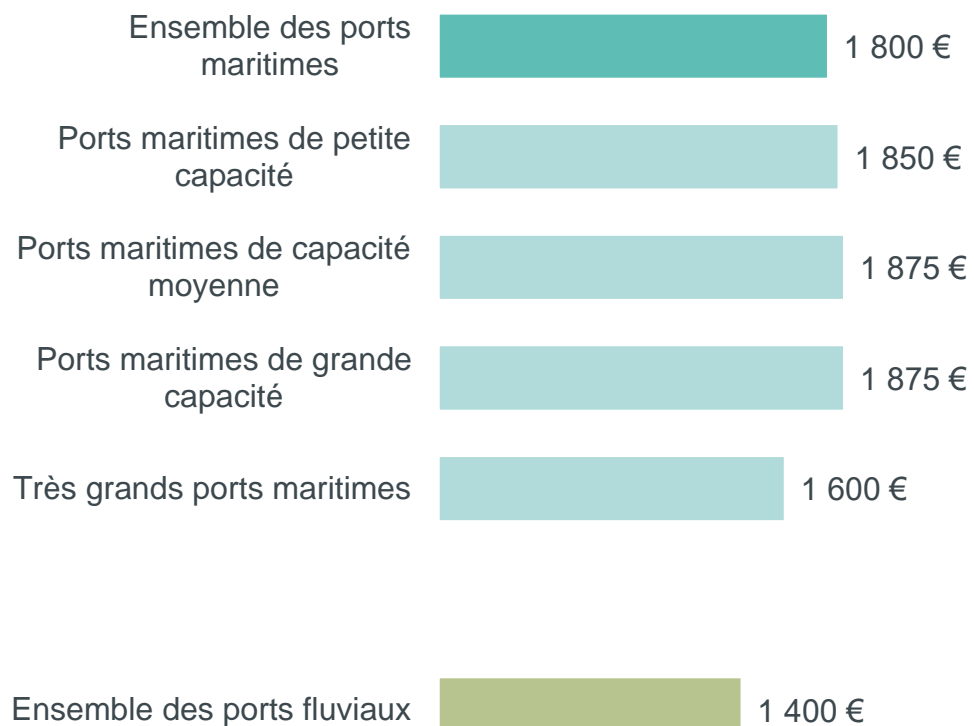 Ensemble des ports
maritimes
1 800 €
Ports maritimes de petite
capacité
1 850 €
Ports maritimes de capacité
moyenne
1 875 €
Ports maritimes de grande
capacité
1 875 €
Très grands ports maritimes
1 600 €
Ensemble des ports fluviaux
1 400 €